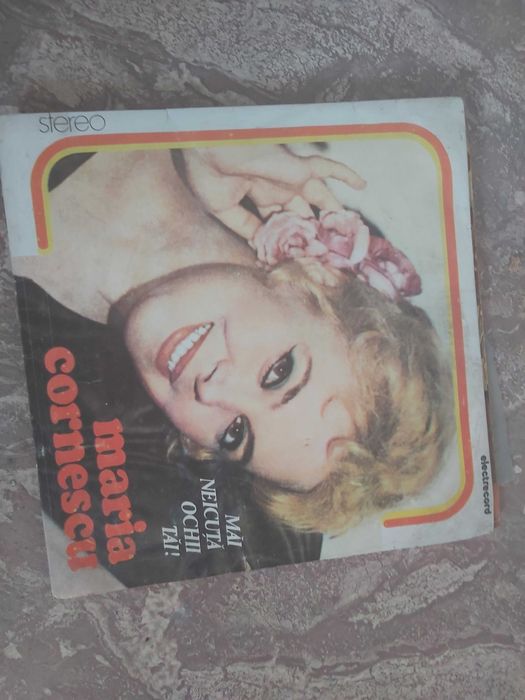 stereo
electrecord
maria
cornescu
MĂI
NEICUȚĂ
OCHII
TĂI!